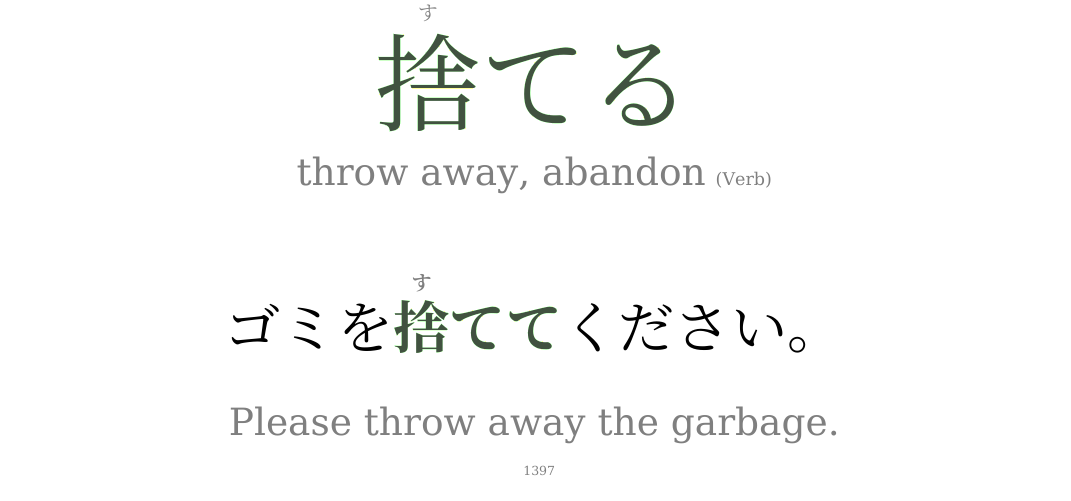 す
捨てる
throw away, abandon (Verb)
す
ゴミを捨ててください。
Please throw away the garbage.
1397